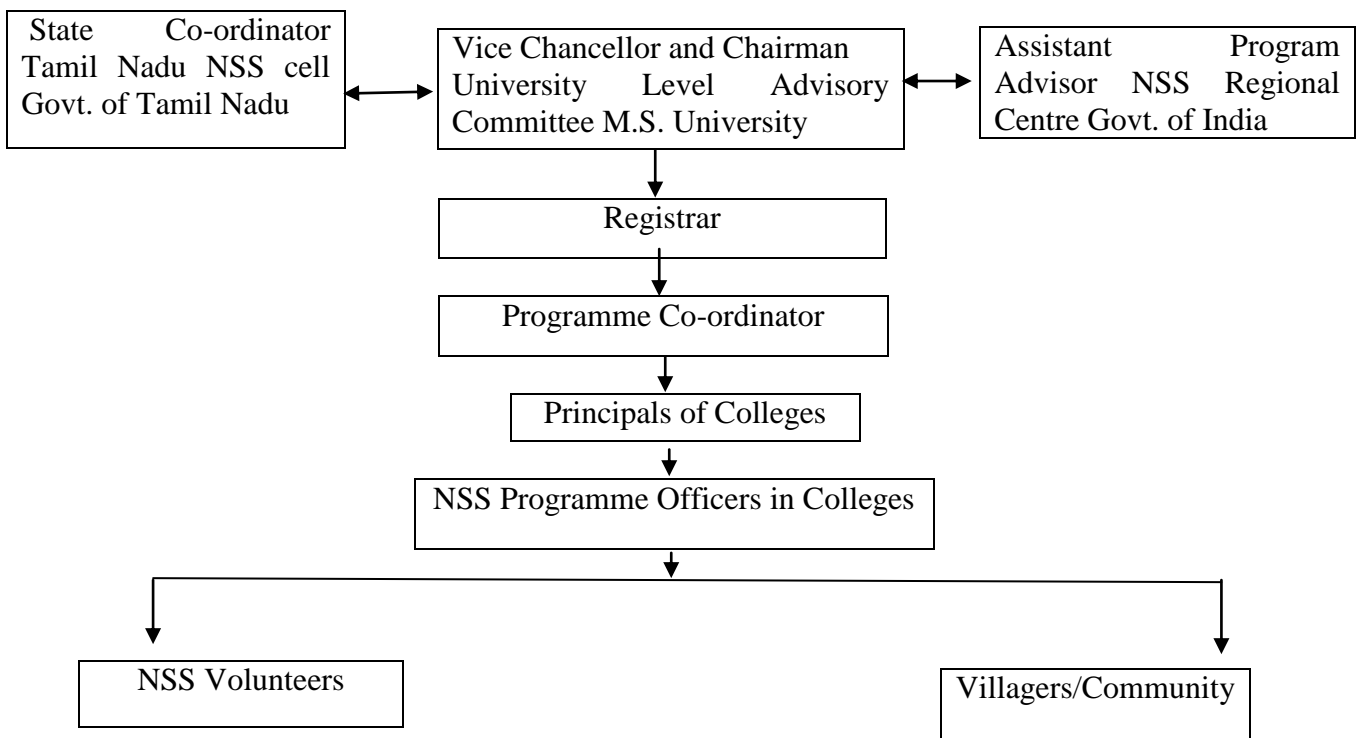 State Co-ordinator
Tamil Nadu NSS cell
Govt. of Tamil Nadu
Vice Chancellor and Chairman
University Level Advisory
Committee M.S. University
Assistant Program
Advisor NSS Regional
Centre Govt. of India
Registrar
Programme Co-ordinator
Principals of Colleges
NSS Programme Officers in Colleges
NSS Volunteers
Villagers/Community